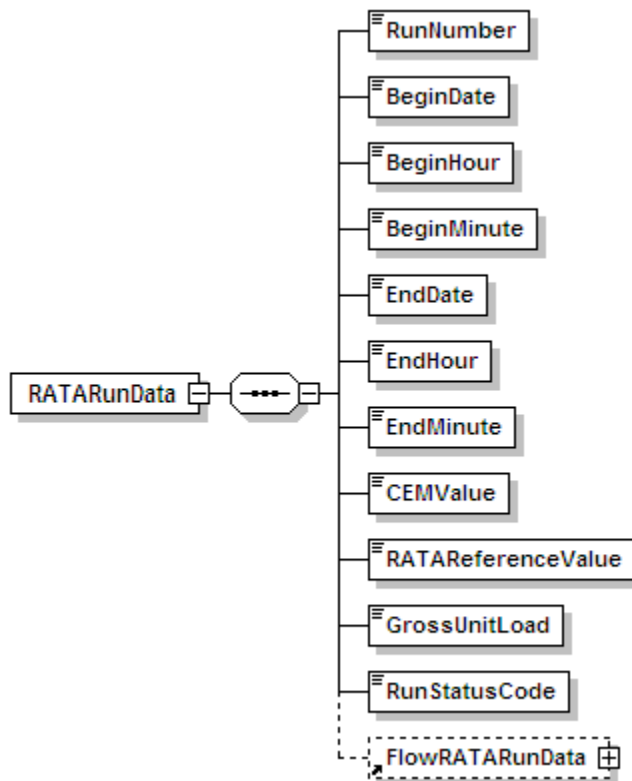 RunNumber
BeginDate
BeginHour
BeginMinute
EndDate
EndHour
RATARunData
EndMinute
CEMValue
RATAReferenceValue
GrossUnitLoad
RunStatusCode
FlowRATARunData